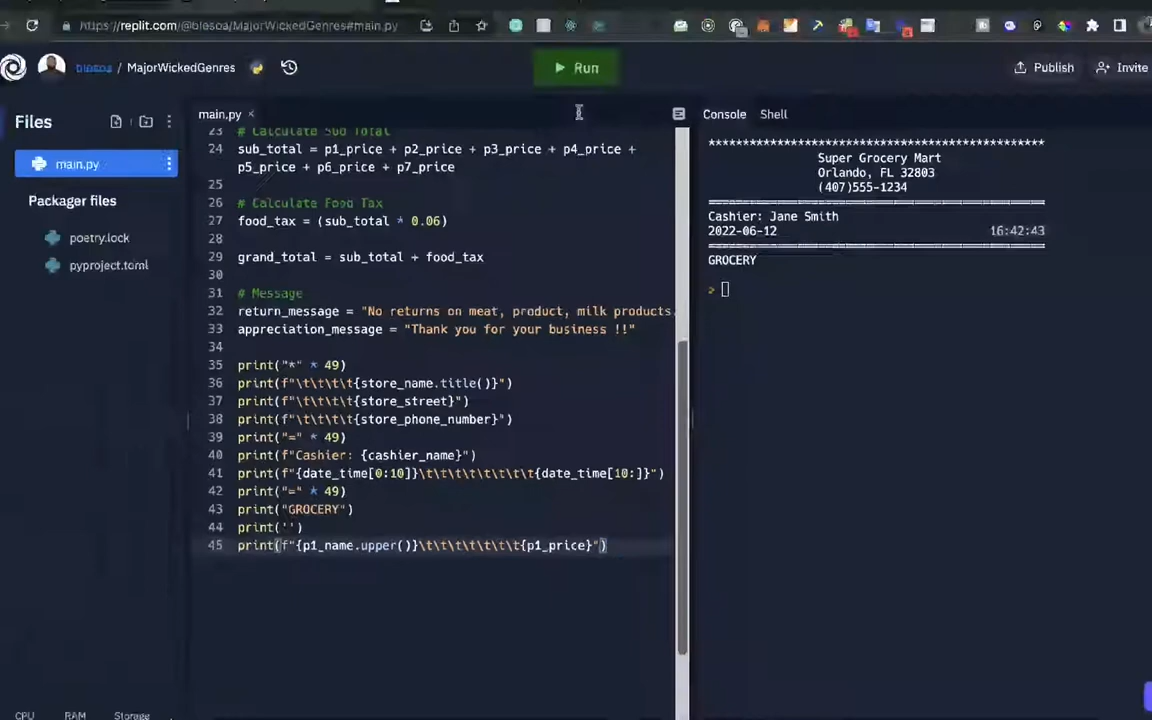 https://replit.com/@blesoa/MajorWickedGenres#main.py
blesoa / MajorWickedGenres
Run
Publish
Invite
Files
main.py
Console
Shell
main.py
Packager files
poetry.lock
pyproject.toml
23 # Calculate Sub Total
24 sub_total = p1_price + p2_price + p3_price + p4_price +
p5_price + p6_price + p7_price
25
26 # Calculate Food Tax
27 food_tax = (sub_total * 0.06)
28
29 grand_total = sub_total + food_tax
30
31 # Message
32 return_message = "No returns on meat, product, milk products.
33 appreciation_message = "Thank you for your business !!"
34
35 print("*" * 49)
36 print(f"\t\t\t\t{store_name.title()}")
37 print(f"\t\t\t\t{store_street}")
38 print(f"\t\t\t\t{store_phone_number}")
39 print("=" * 49)
40 print(f"Cashier: {cashier_name}")
41 print(f"{date_time[0:10]}\t\t\t\t\t\t\t\t{date_time[10:]}")
42 print("=" * 49)
43 print("GROCERY")
44 print('')
45 print(f"{p1_name.upper()}\t\t\t\t\t\t\t{p1_price}")
*************************************************
Super Grocery Mart
Orlando, FL 32803
(407)555-1234
=================================================
Cashier: Jane Smith
2022-06-12 16:42:43
=================================================
GROCERY
>
CPU RAM Storage